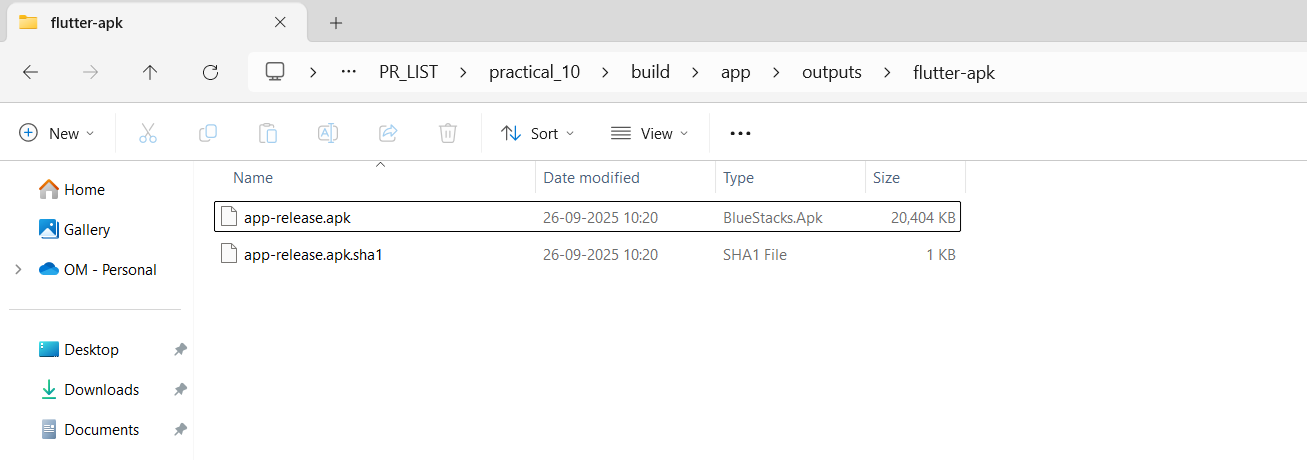 flutter-apk
PR_LIST practical_10 build app outputs flutter-apk
New Sort View
Name Date modified Type Size
app-release.apk 26-09-2025 10:20 BlueStacks.Apk 20,404 KB
app-release.apk.sha1 26-09-2025 10:20 SHA1 File 1 KB
Home
Gallery
OM - Personal
Desktop
Downloads
Documents